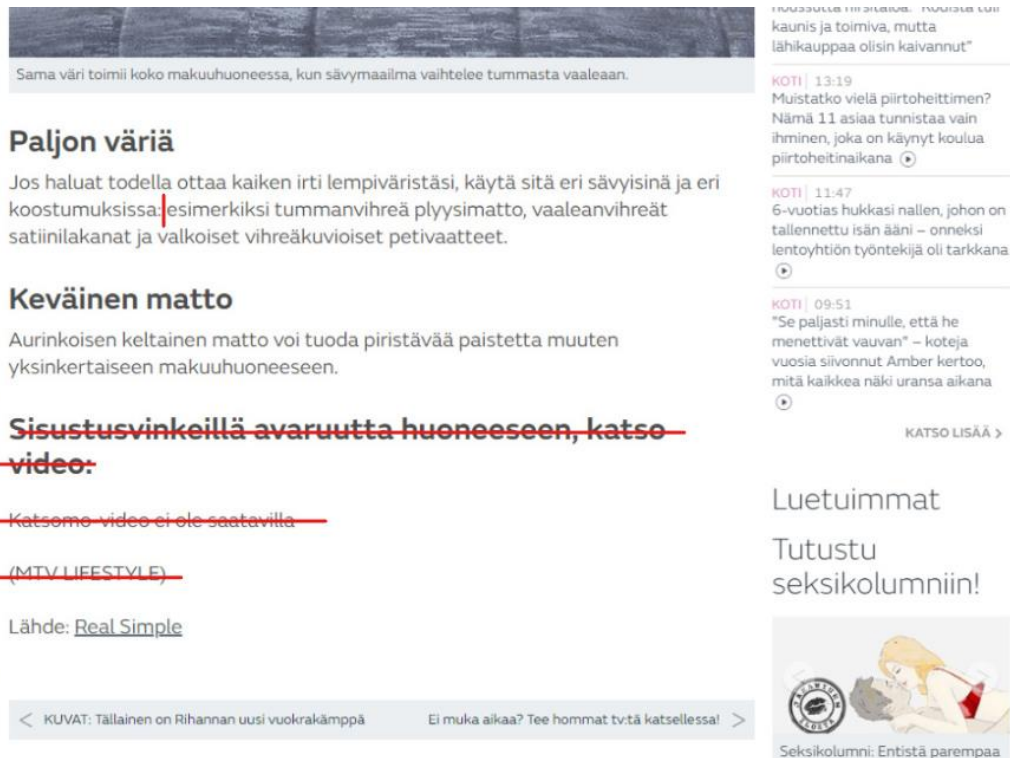 Sama väri toimii koko makuuhuoneessa, kun sävymaailma vaihtelee tummasta vaaleaan.
Paljon väriä
Jos haluat todella ottaa kaiken irti lempiväristäsi, käytä sitä eri sävyisinä ja eri
koostumuksissa: esimerkiksi tummanvihreä plyysimatto, vaaleanvihreät
satiinilakanat ja valkoiset vihreäkuvioiset petivaatteet.
Keväinen matto
Aurinkoisen keltainen matto voi tuoda piristävää paistetta muuten
yksinkertaiseen makuuhuoneeseen.
Sisustusvinkeillä avaruutta huoneeseen, katso
video:
Katsomo-video ei ole saatavilla
(MTV LIFESTYLE)
Lähde: Real Simple
< KUVAT: Tällainen on Rihannan uusi vuokrakämppä
Ei muka aikaa? Tee hommat tv:tä katsellessa! >
kaunis ja toimiva, mutta
lähikauppaa olisin kaivannut"
KOTI | 13:19
Muistatko vielä piirtoheittimen?
Nämä 11 asiaa tunnistaa vain
ihminen, joka on käynyt koulua
piirtoheitinaikana
KOTI | 11:47
6-vuotias hukkasi nallen, johon on
tallennettu isän ääni – onneksi
lentoyhtiön työntekijä oli tarkkana
KOTI | 09:51
"Se paljasti minulle, että he
menettivät vauvan" – koteja
vuosia siivonnut Amber kertoo,
mitä kaikkea näki uransa aikana
KATSO LISÄÄ >
Luetuimmat
Tutustu
seksikolumniin!
Seksikolumni: Entistä parempaa